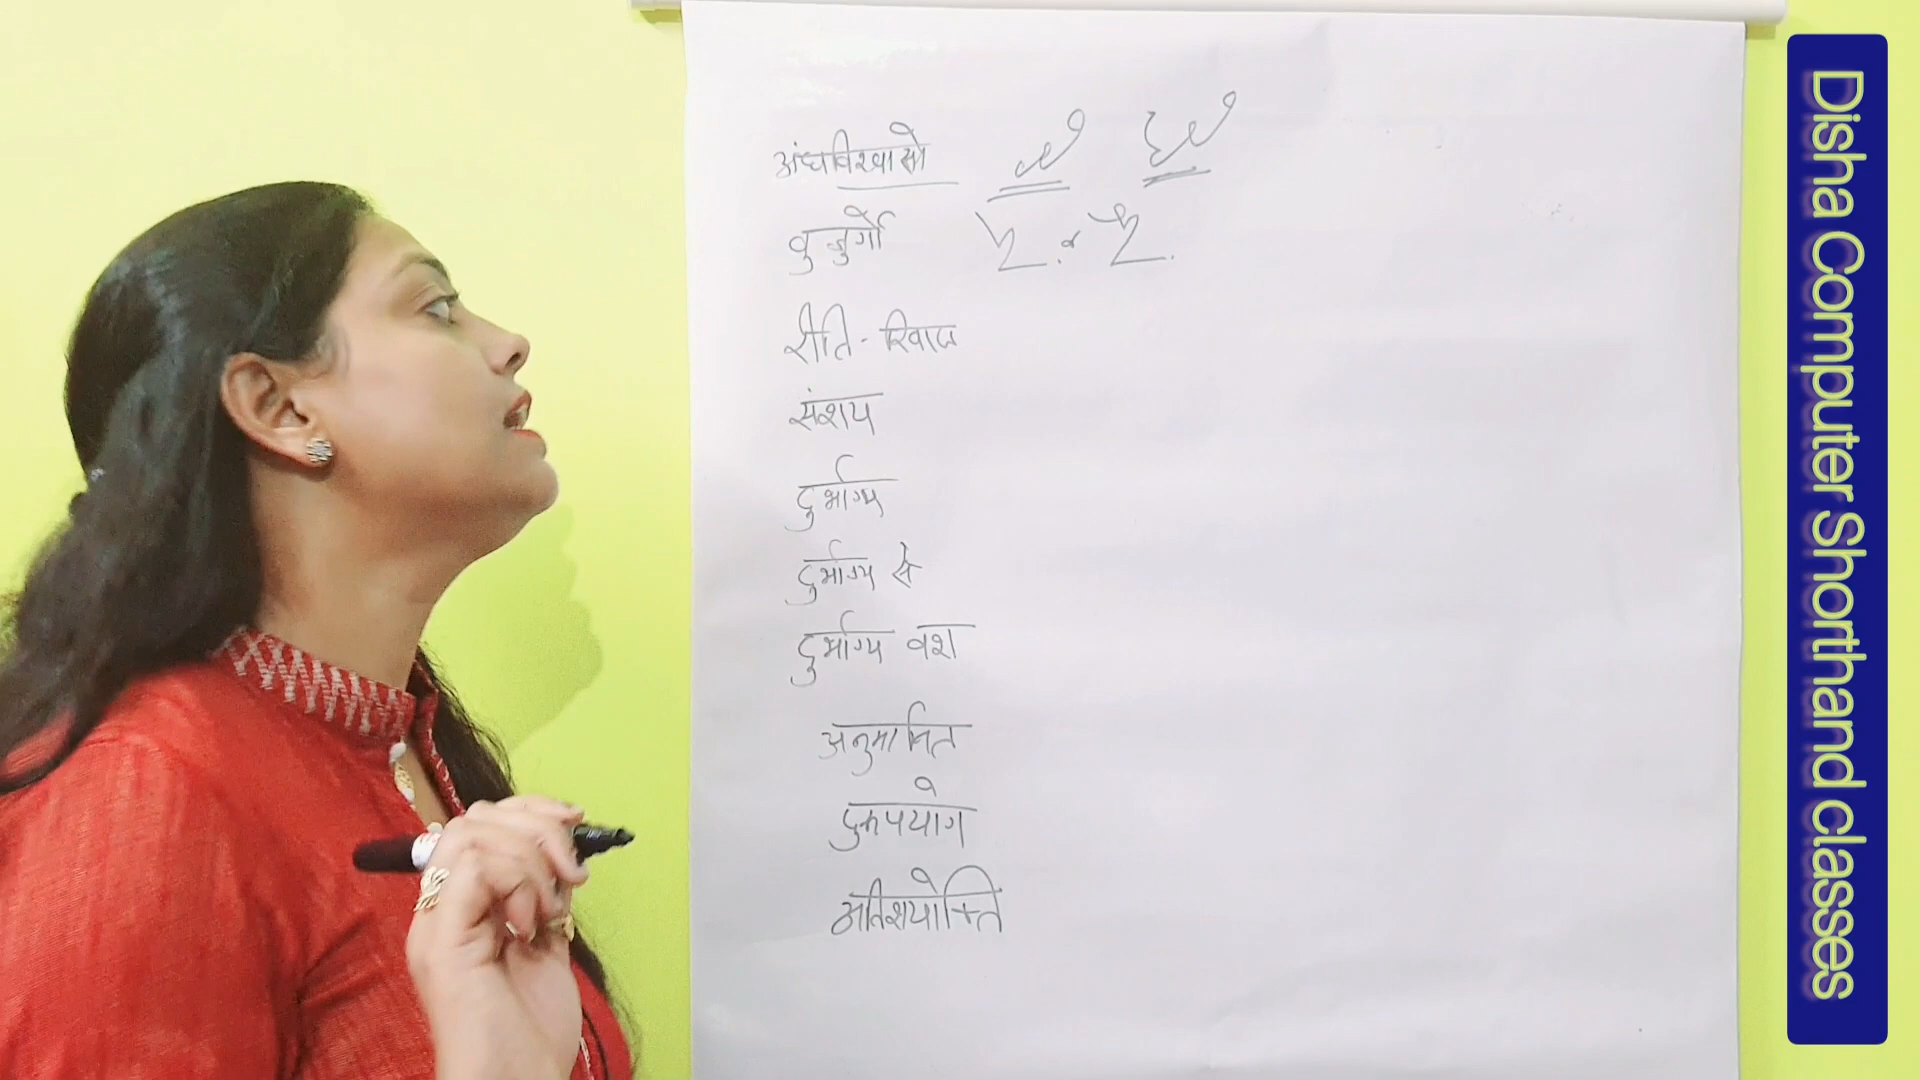 अंधविश्वासो
बुजुर्गो
रीति-रिवाज
संशय
दुर्भाग्य
दुर्भाग्य से
दुर्भाग्य वश
अनुमानित
दुरूपयोग
अतिशयोक्ति
Disha Computer Shorthand classes